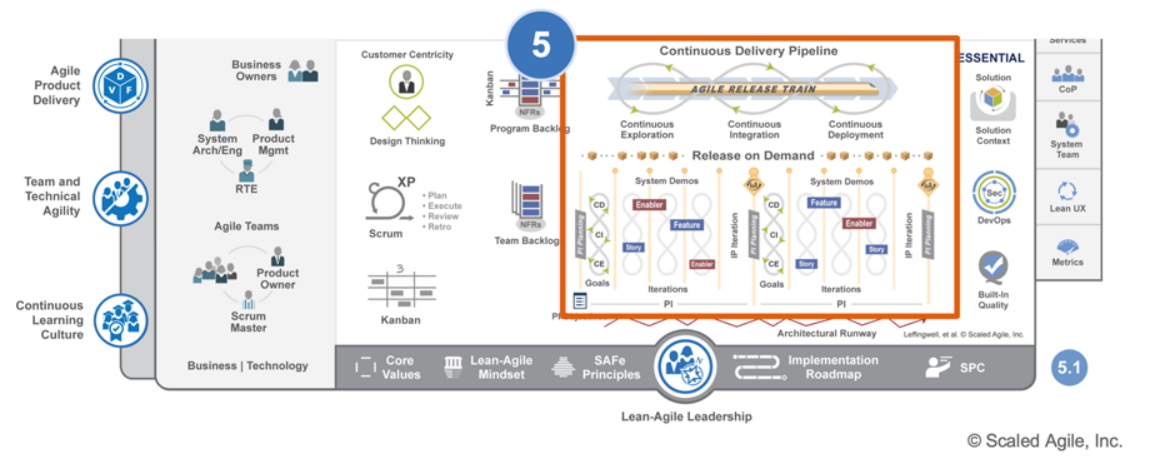 Agile
Product
Delivery
Team and
Technical
Agility
Continuous
Learning
Culture
Business
Owners
System
Arch/Eng
Product
Mgmt
RTE
Agile Teams
Product
Owner
Scrum
Master
Business | Technology
Customer Centricity
Design Thinking
XP
Scrum
• Plan
• Execute
• Review
• Retro
3
Kanban
Kanban
NFRs
Program Backlog
NFRs
Team Backlog
5
Continuous Delivery Pipeline
AGILE RELEASE TRAIN
Continuous
Exploration
Continuous
Integration
Continuous
Deployment
Release on Demand
System Demos
System Demos
PI Planning
CD
CI
CE
Goals
Enabler
Feature
Story
Enabler
Iterations
IP Iteration
PI Planning
CD
CI
CE
Goals
Feature
Enabler
Story
Story
Iterations
IP Iteration
PI
PI
Architectural Runway
Leffingwell, et al. © Scaled Agile, Inc.
ESSENTIAL
Solution
Solution
Context
Sec
DevOps
Built-In
Quality
Services
CoP
System
Team
Lean UX
Metrics
D
V
F
Core
Values
Lean-Agile
Mindset
SAFe
Principles
Implementation
Roadmap
SPC
5.1
Lean-Agile Leadership
© Scaled Agile, Inc.